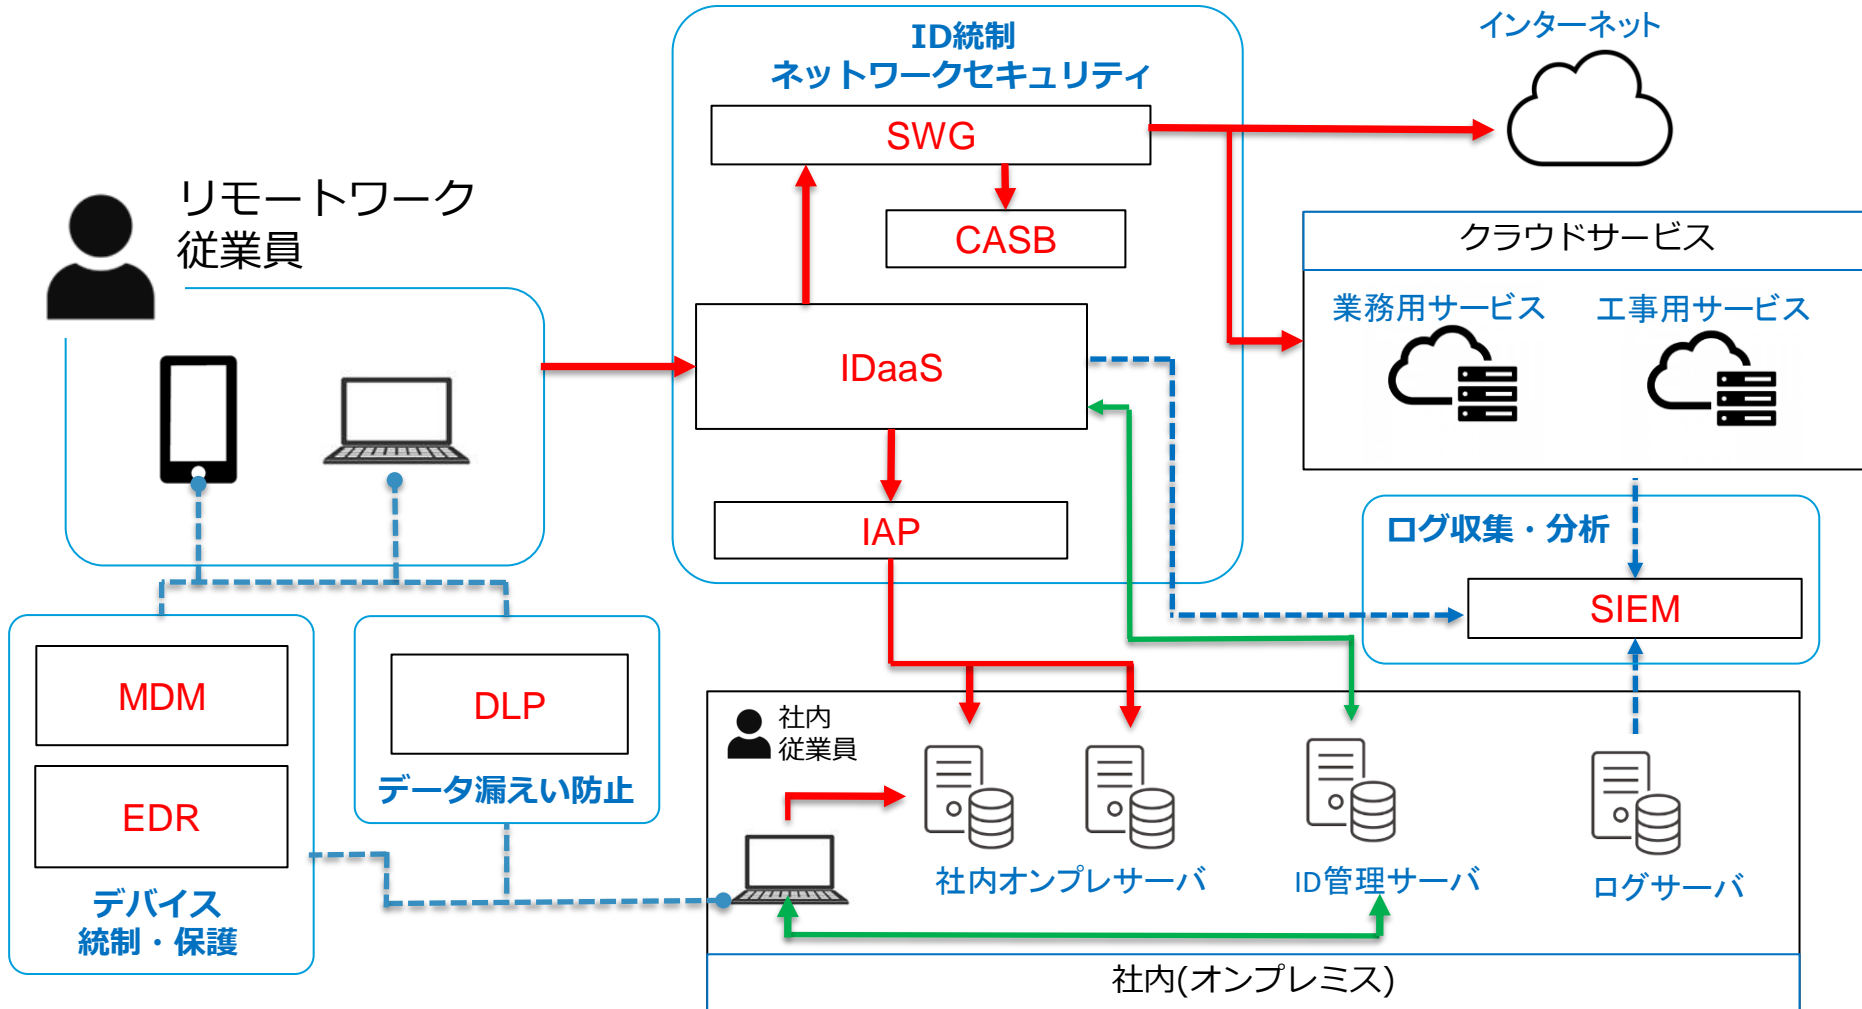 ID統制
ネットワークセキュリティ
インターネット
SWG
リモートワーク
従業員
CASB
クラウドサービス
業務用サービス
工事用サービス
IDaaS
IAP
ログ収集・分析
SIEM
MDM
DLP
EDR
データ漏えい防止
デバイス
統制・保護
社内
従業員
社内オンプレサーバ
ID管理サーバ
ログサーバ
社内(オンプレミス)